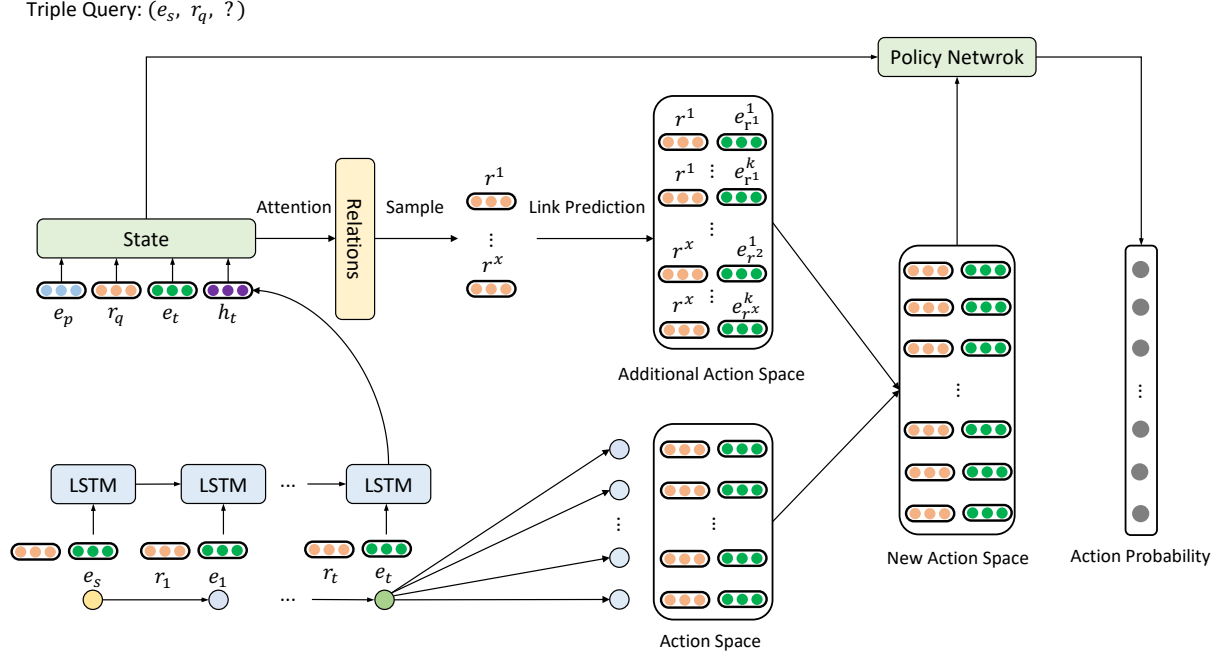 Triple Query: (e_s, r_q, ?)
Policy Netwrok
r^1 e_{r^1}^1
r^1 ⋮ e_{r^1}^k
⋮
r^x e_{r^2}^1
r^x ⋮ e_{r^x}^k
Additional Action Space
Attention
Relations
Sample
r^1
⋮
r^x
Link Prediction
State
e_p r_q e_t h_t
LSTM LSTM ... LSTM
e_s r_1 e_1 ... r_t e_t
⋮
⋮
Action Space
⋮
New Action Space
⋮
Action Probability